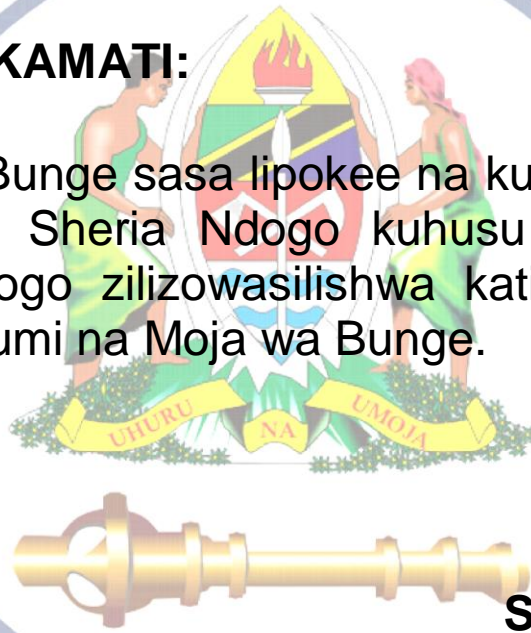 KAMATI:
Bunge sasa lipokee na ku
Sheria Ndogo kuhusu
ogo zilizowasilishwa kat
umi na Moja wa Bunge.
UHURU NA UMOJA
S